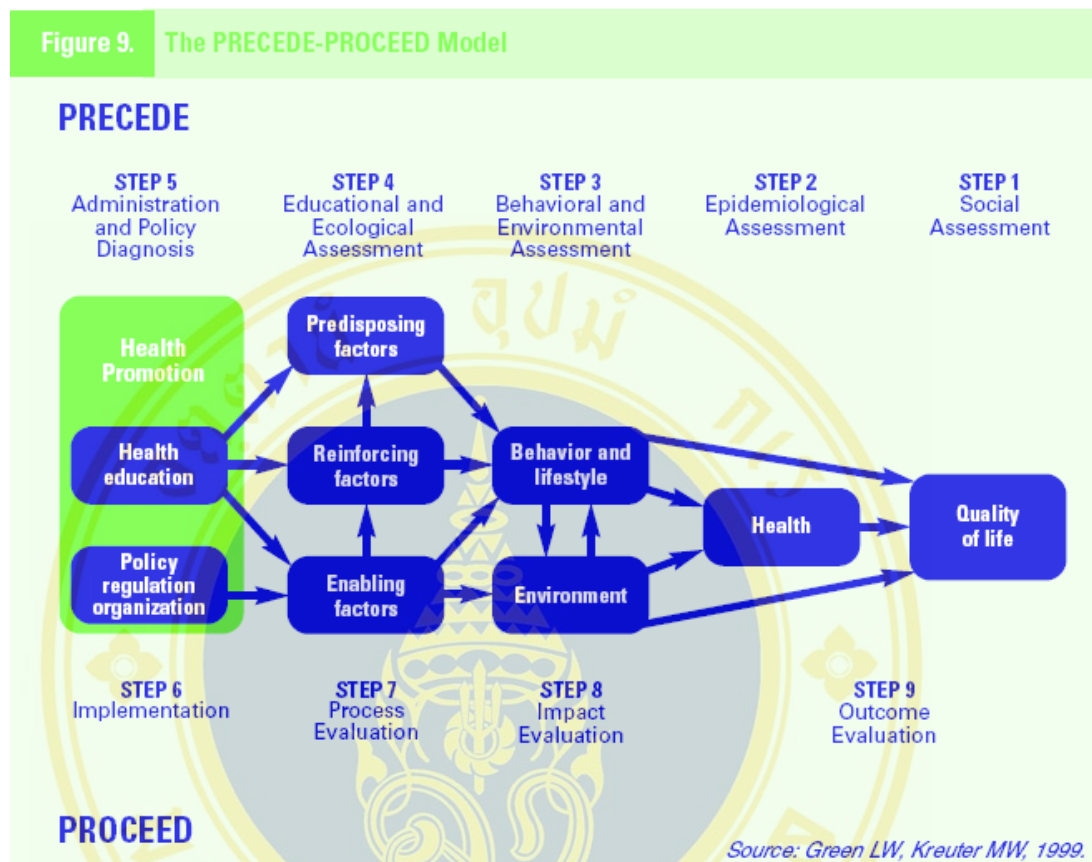 Figure 9. The PRECEDE-PROCEED Model
PRECEDE
STEP 5
Administration
and Policy
Diagnosis
STEP 4
Educational and
Ecological
Assessment
STEP 3
Behavioral and
Environmental
Assessment
STEP 2
Epidemiological
Assessment
STEP 1
Social
Assessment
Health
Promotion
Health
education
Policy
regulation
organization
Predisposing
factors
Reinforcing
factors
Enabling
factors
Behavior and
lifestyle
Environment
Health
Quality
of life
STEP 6
Implementation
STEP 7
Process
Evaluation
STEP 8
Impact
Evaluation
STEP 9
Outcome
Evaluation
PROCEED
Source: Green LW, Kreuter MW, 1999,